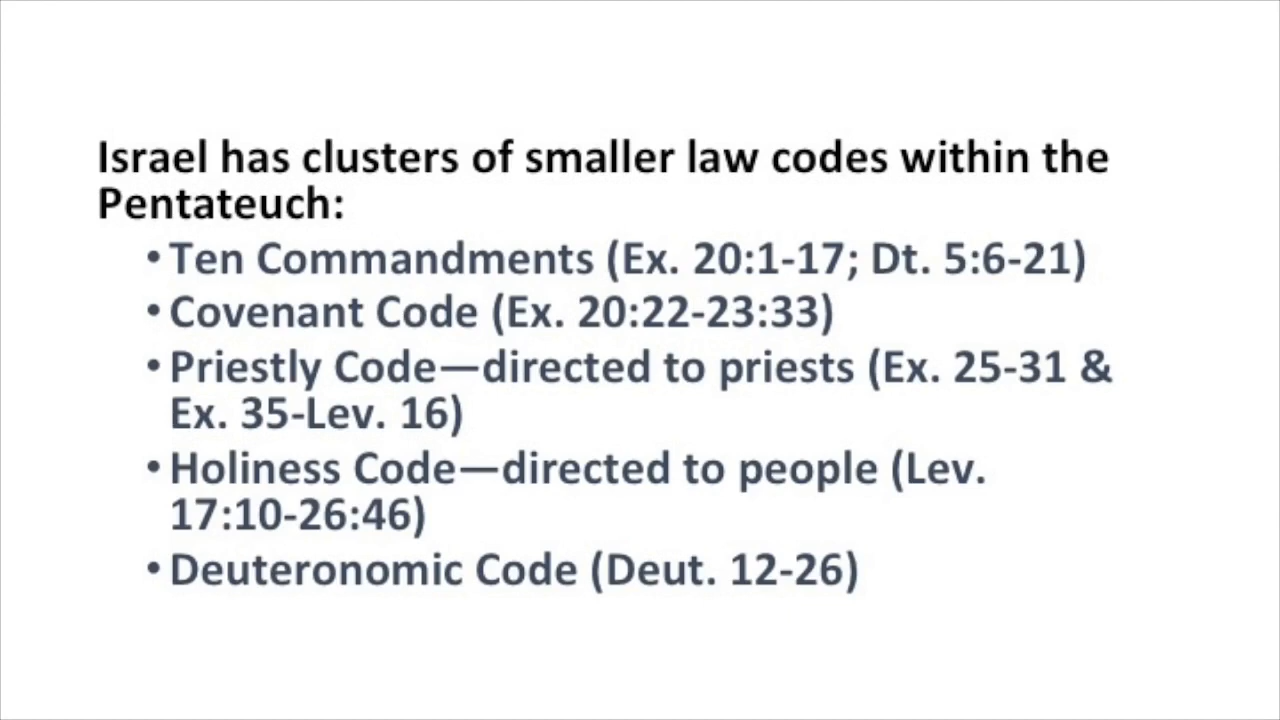 Israel has clusters of smaller law codes within the
Pentateuch:
• Ten Commandments (Ex. 20:1-17; Dt. 5:6-21)
• Covenant Code (Ex. 20:22-23:33)
• Priestly Code—directed to priests (Ex. 25-31 &
Ex. 35-Lev. 16)
• Holiness Code—directed to people (Lev.
17:10-26:46)
• Deuteronomic Code (Deut. 12-26)